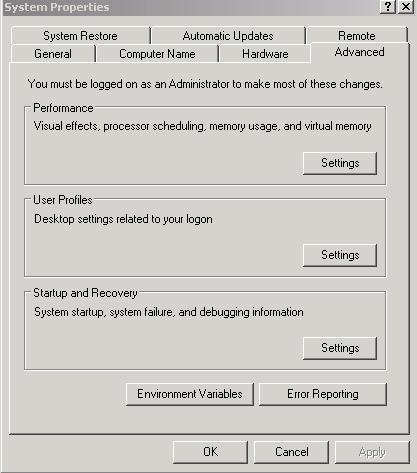 System Properties
System Restore Automatic Updates Remote
General Computer Name Hardware Advanced
You must be logged on as an Administrator to make most of these changes.
Performance
Visual effects, processor scheduling, memory usage, and virtual memory
Settings
User Profiles
Desktop settings related to your logon
Settings
Startup and Recovery
System startup, system failure, and debugging information
Settings
Environment Variables Error Reporting
OK Cancel Apply